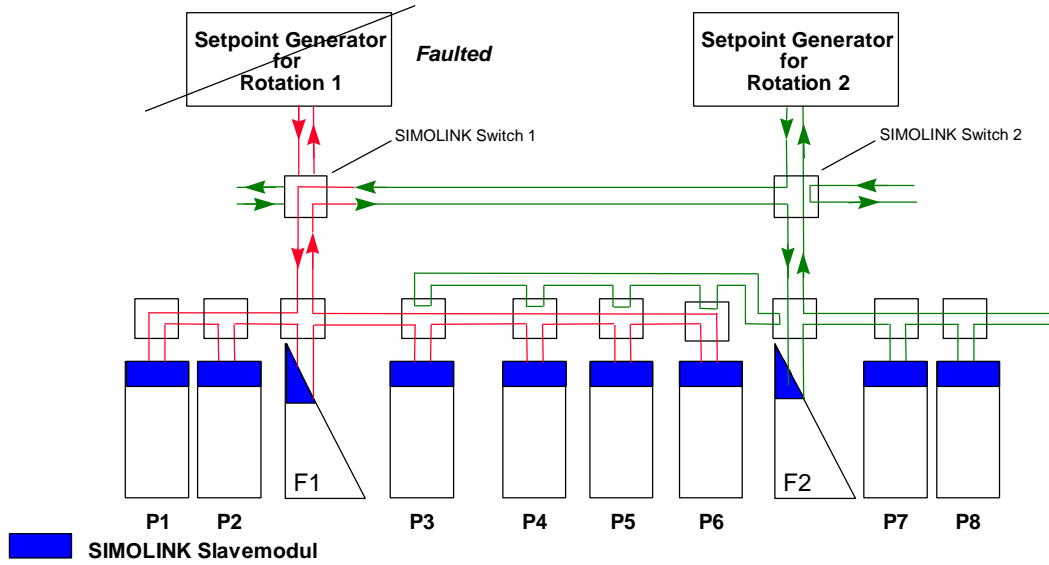 Setpoint Generator
for
Rotation 1
Faulted
Setpoint Generator
for
Rotation 2
SIMOLINK Switch 1
SIMOLINK Switch 2
F1
F2
P1
P2
P3
P4
P5
P6
P7
P8
SIMOLINK Slavemodul